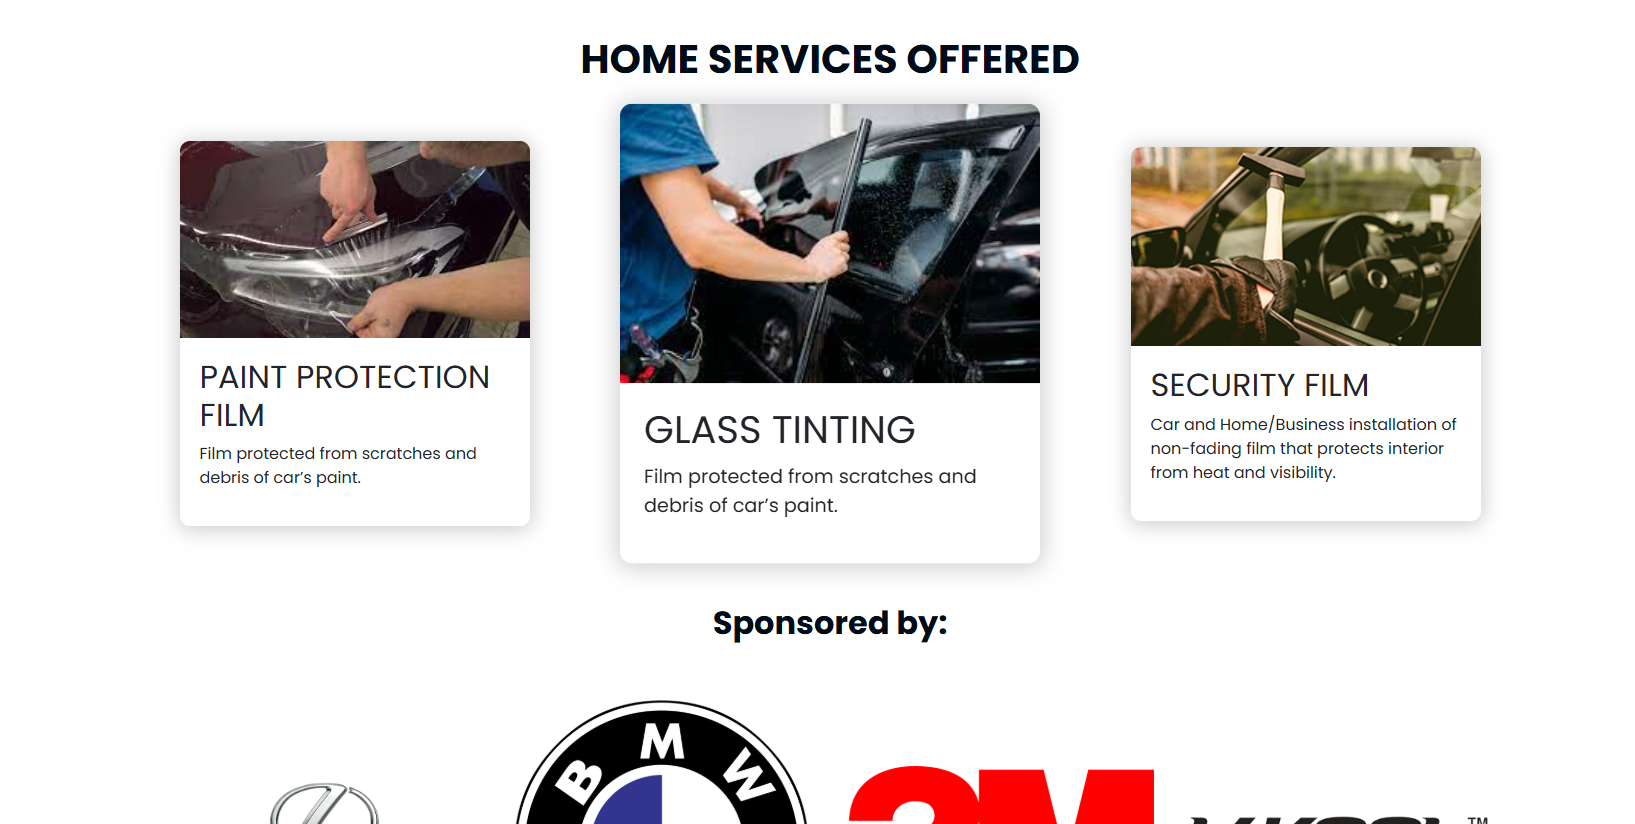 HOME SERVICES OFFERED
PAINT PROTECTION
FILM
Film protected from scratches and
debris of car’s paint.
GLASS TINTING
Film protected from scratches and
debris of car’s paint.
SECURITY FILM
Car and Home/Business installation of
non-fading film that protects interior
from heat and visibility.
Sponsored by:
BMW
3M
V-KOOL™